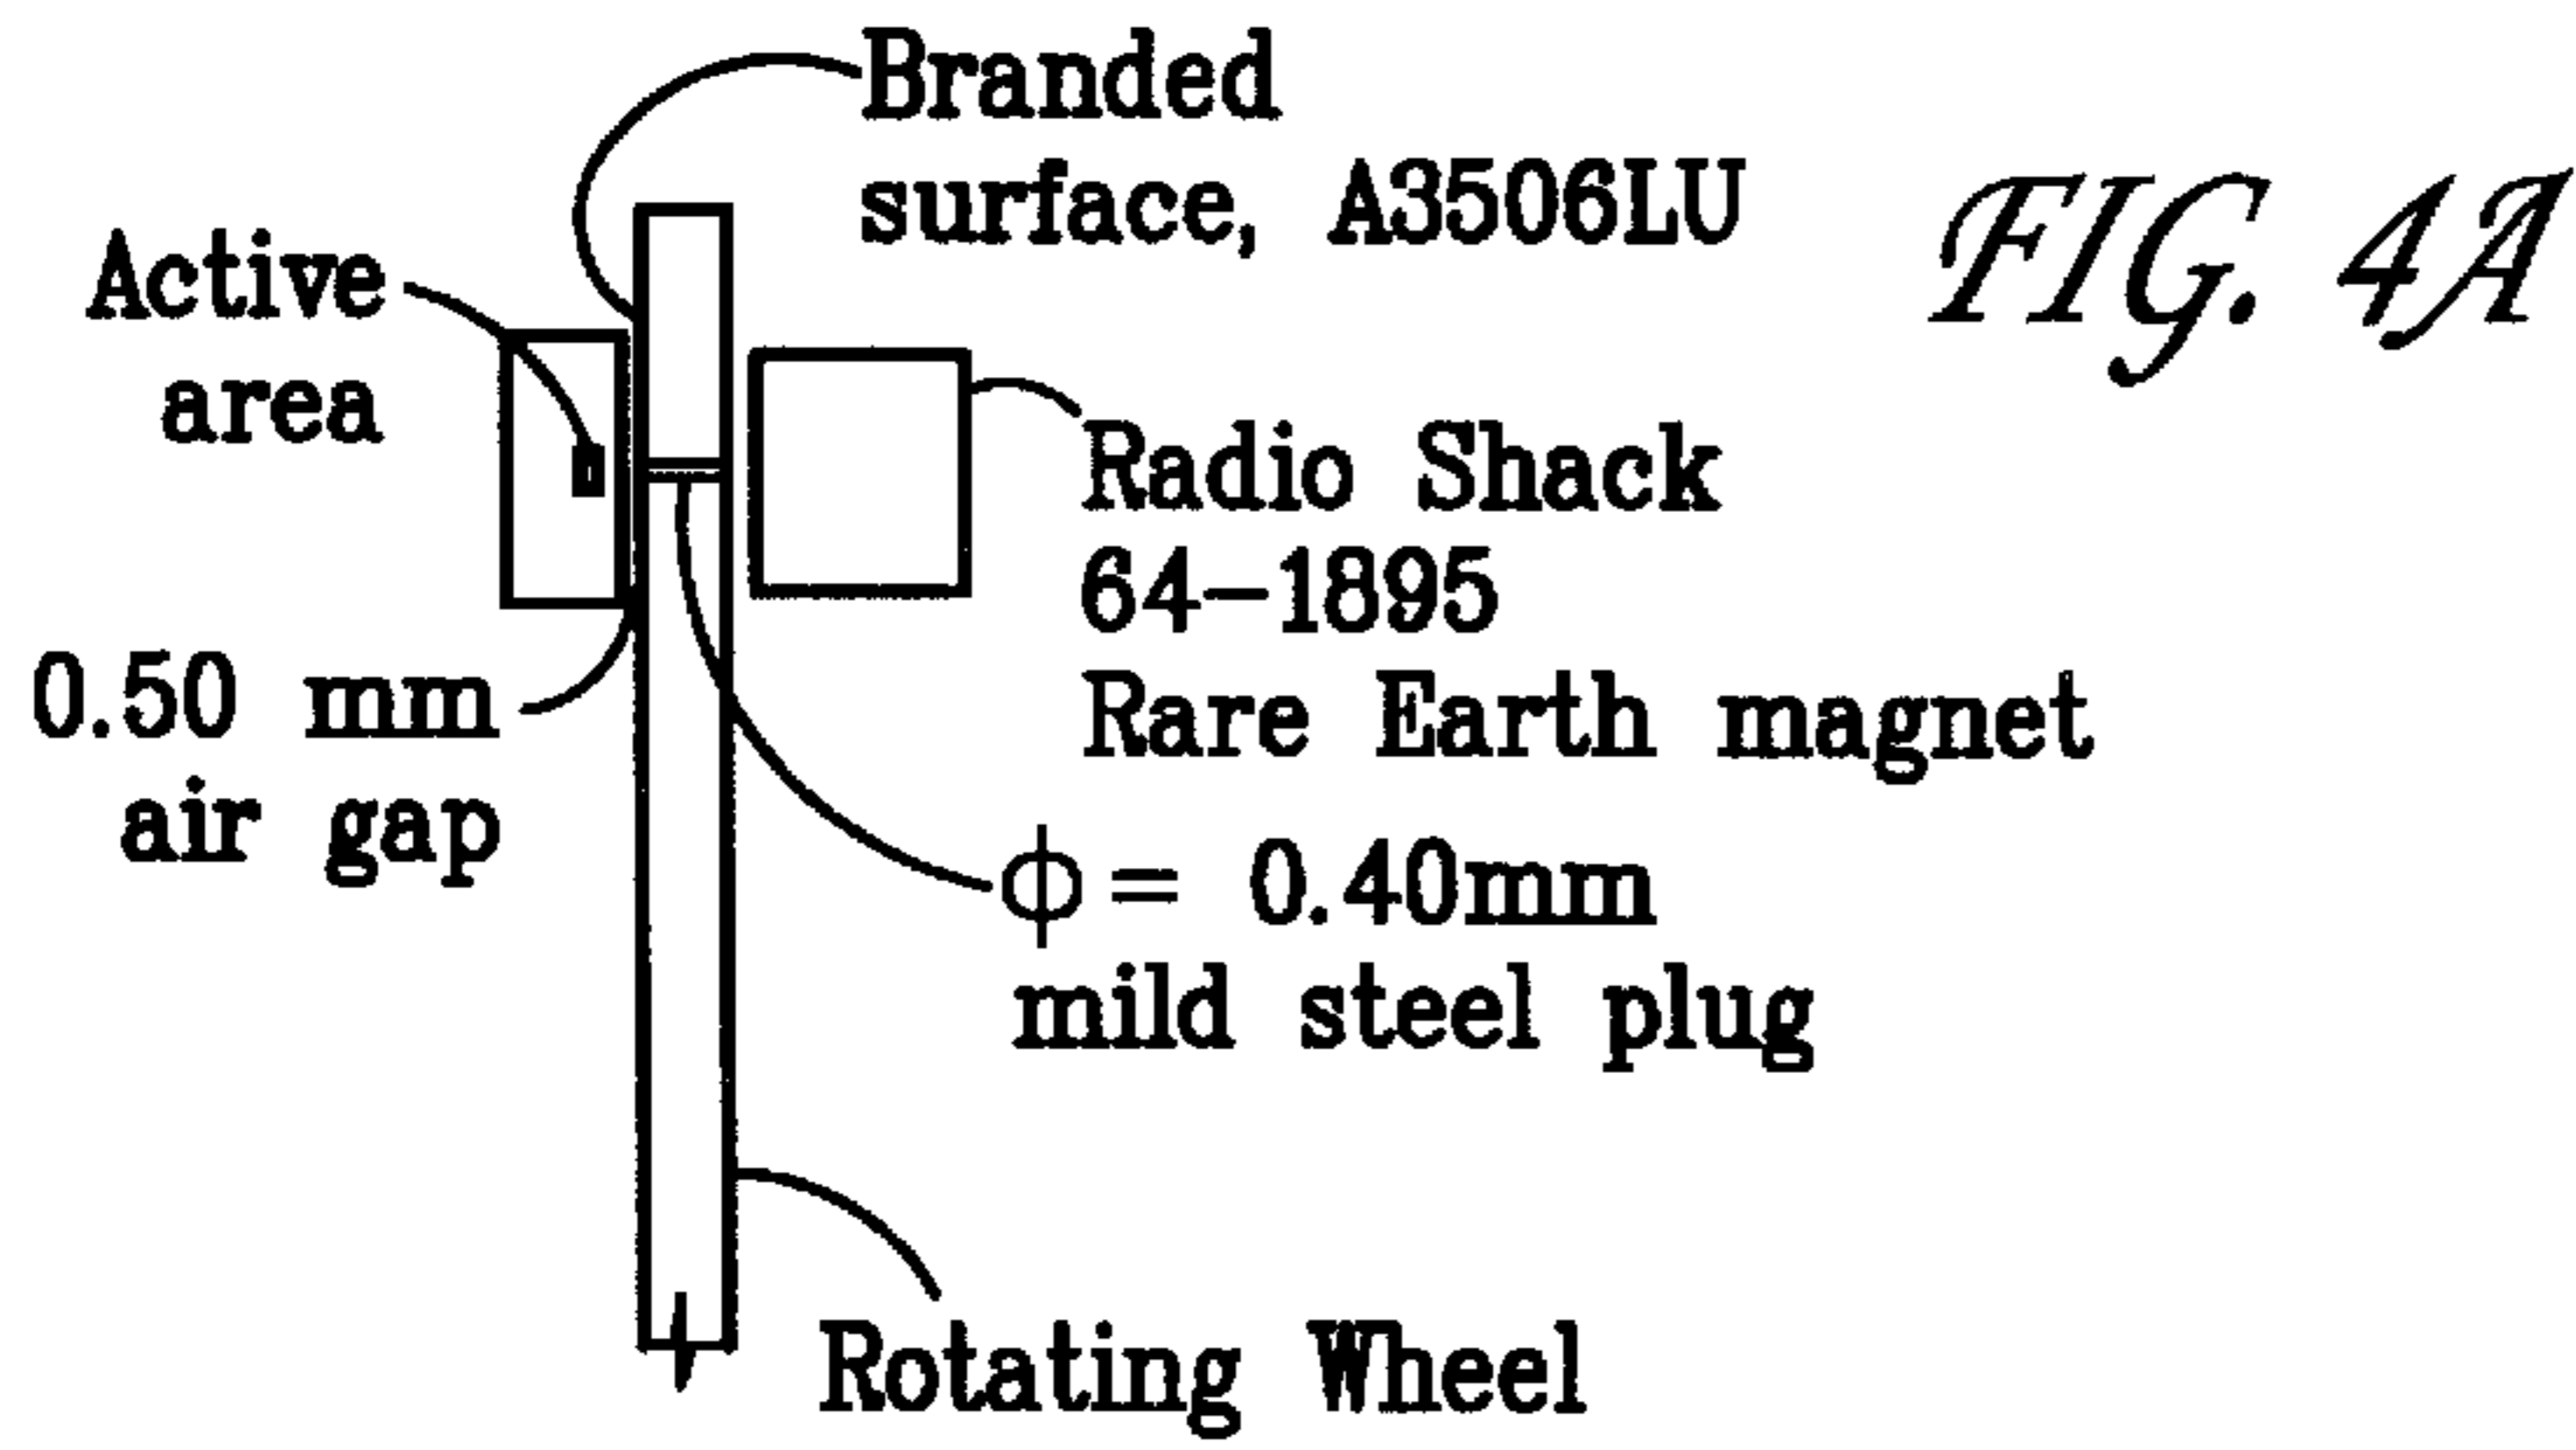 Branded
surface, A3506LU
FIG. 4A
Active
area
Radio Shack
64-1895
Rare Earth magnet
0.50 mm
air gap
ϕ = 0.40mm
mild steel plug
Rotating Wheel